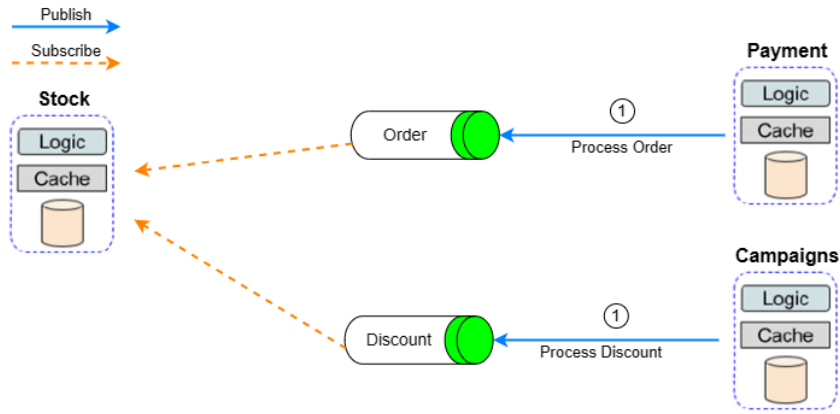 Publish
Subscribe
Stock
Logic
Cache
Order
1
Process Order
Payment
Logic
Cache
Discount
1
Process Discount
Campaigns
Logic
Cache